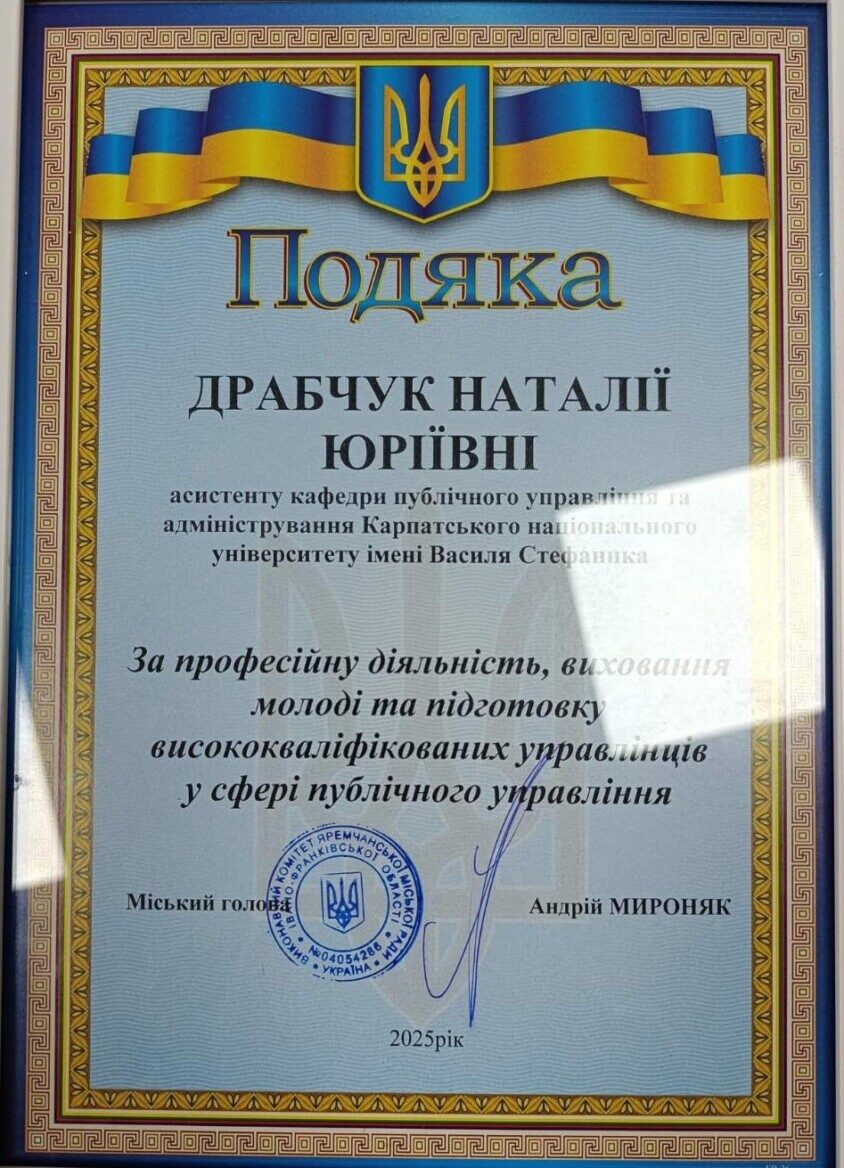 Подяка
ДРАБЧУК НАТАЛІЇ
ЮРІЇВНІ
асистенту кафедри публічного управління та
адміністрування Карпатського національного
університету імені Василя Стефаника
За професійну діяльність, виховання
молоді та підготовку
висококваліфікованих управлінців
у сфері публічного управління
Міський голова
Андрій МИРОНЯК
ВИКОНАВЧИЙ КОМІТЕТ ЯРЕМЧАНСЬКОЇ МІСЬКОЇ РАДИ
ІВАНО-ФРАНКІВСЬКОЇ ОБЛАСТІ
№04054286
УКРАЇНА
2025рік